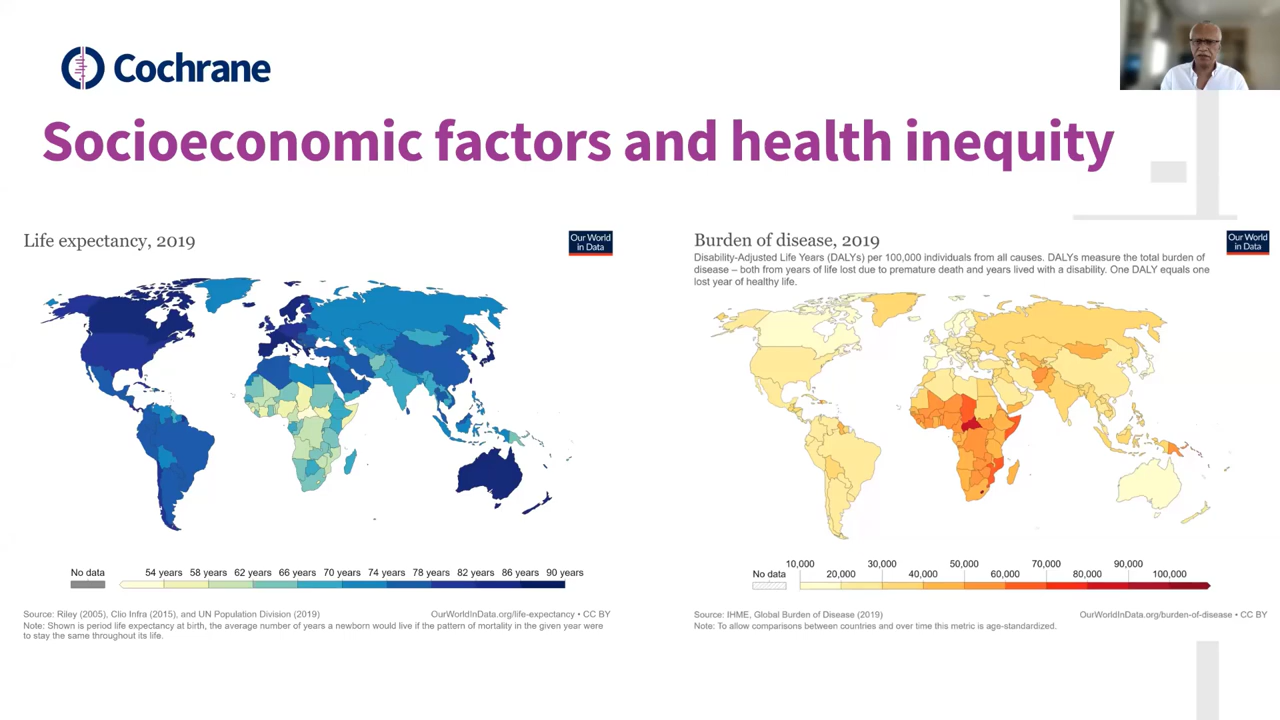 Cochrane
Socioeconomic factors and health inequity
Life expectancy, 2019
Our World
in Data
No data
54 years 58 years 62 years 66 years 70 years 74 years 78 years 82 years 86 years 90 years
Source: Riley (2005), Clio Infra (2015), and UN Population Division (2019)
OurWorldInData.org/life-expectancy • CC BY
Note: Shown is period life expectancy at birth, the average number of years a newborn would live if the pattern of mortality in the given year were
to stay the same throughout its life.
Burden of disease, 2019
Our World
in Data
Disability-Adjusted Life Years (DALYs) per 100,000 individuals from all causes. DALYs measure the total burden of
disease – both from years of life lost due to premature death and years lived with a disability. One DALY equals one
lost year of healthy life.
No data
10,000 30,000 50,000 70,000 90,000
20,000 40,000 60,000 80,000 100,000
Source: IHME, Global Burden of Disease (2019)
OurWorldInData.org/burden-of-disease • CC BY
Note: To allow comparisons between countries and over time this metric is age-standardized.